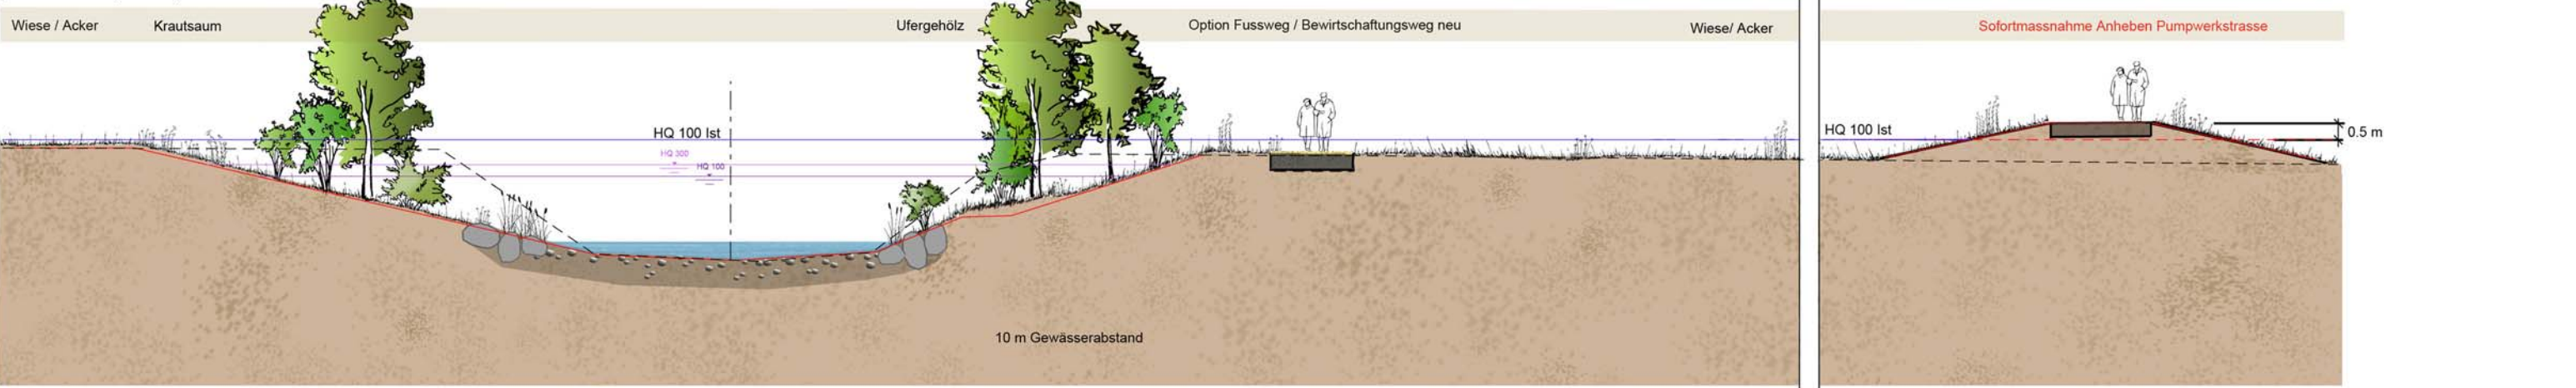 Wiese / Acker
Krautsaum
Ufergehölz
Option Fussweg / Bewirtschaftungsweg neu
Wiese/ Acker
Sofortmassnahme Anheben Pumpwerkstrasse
HQ 100 Ist
HQ 300
HQ 100
HQ 100 Ist
0.5 m
10 m Gewässerabstand